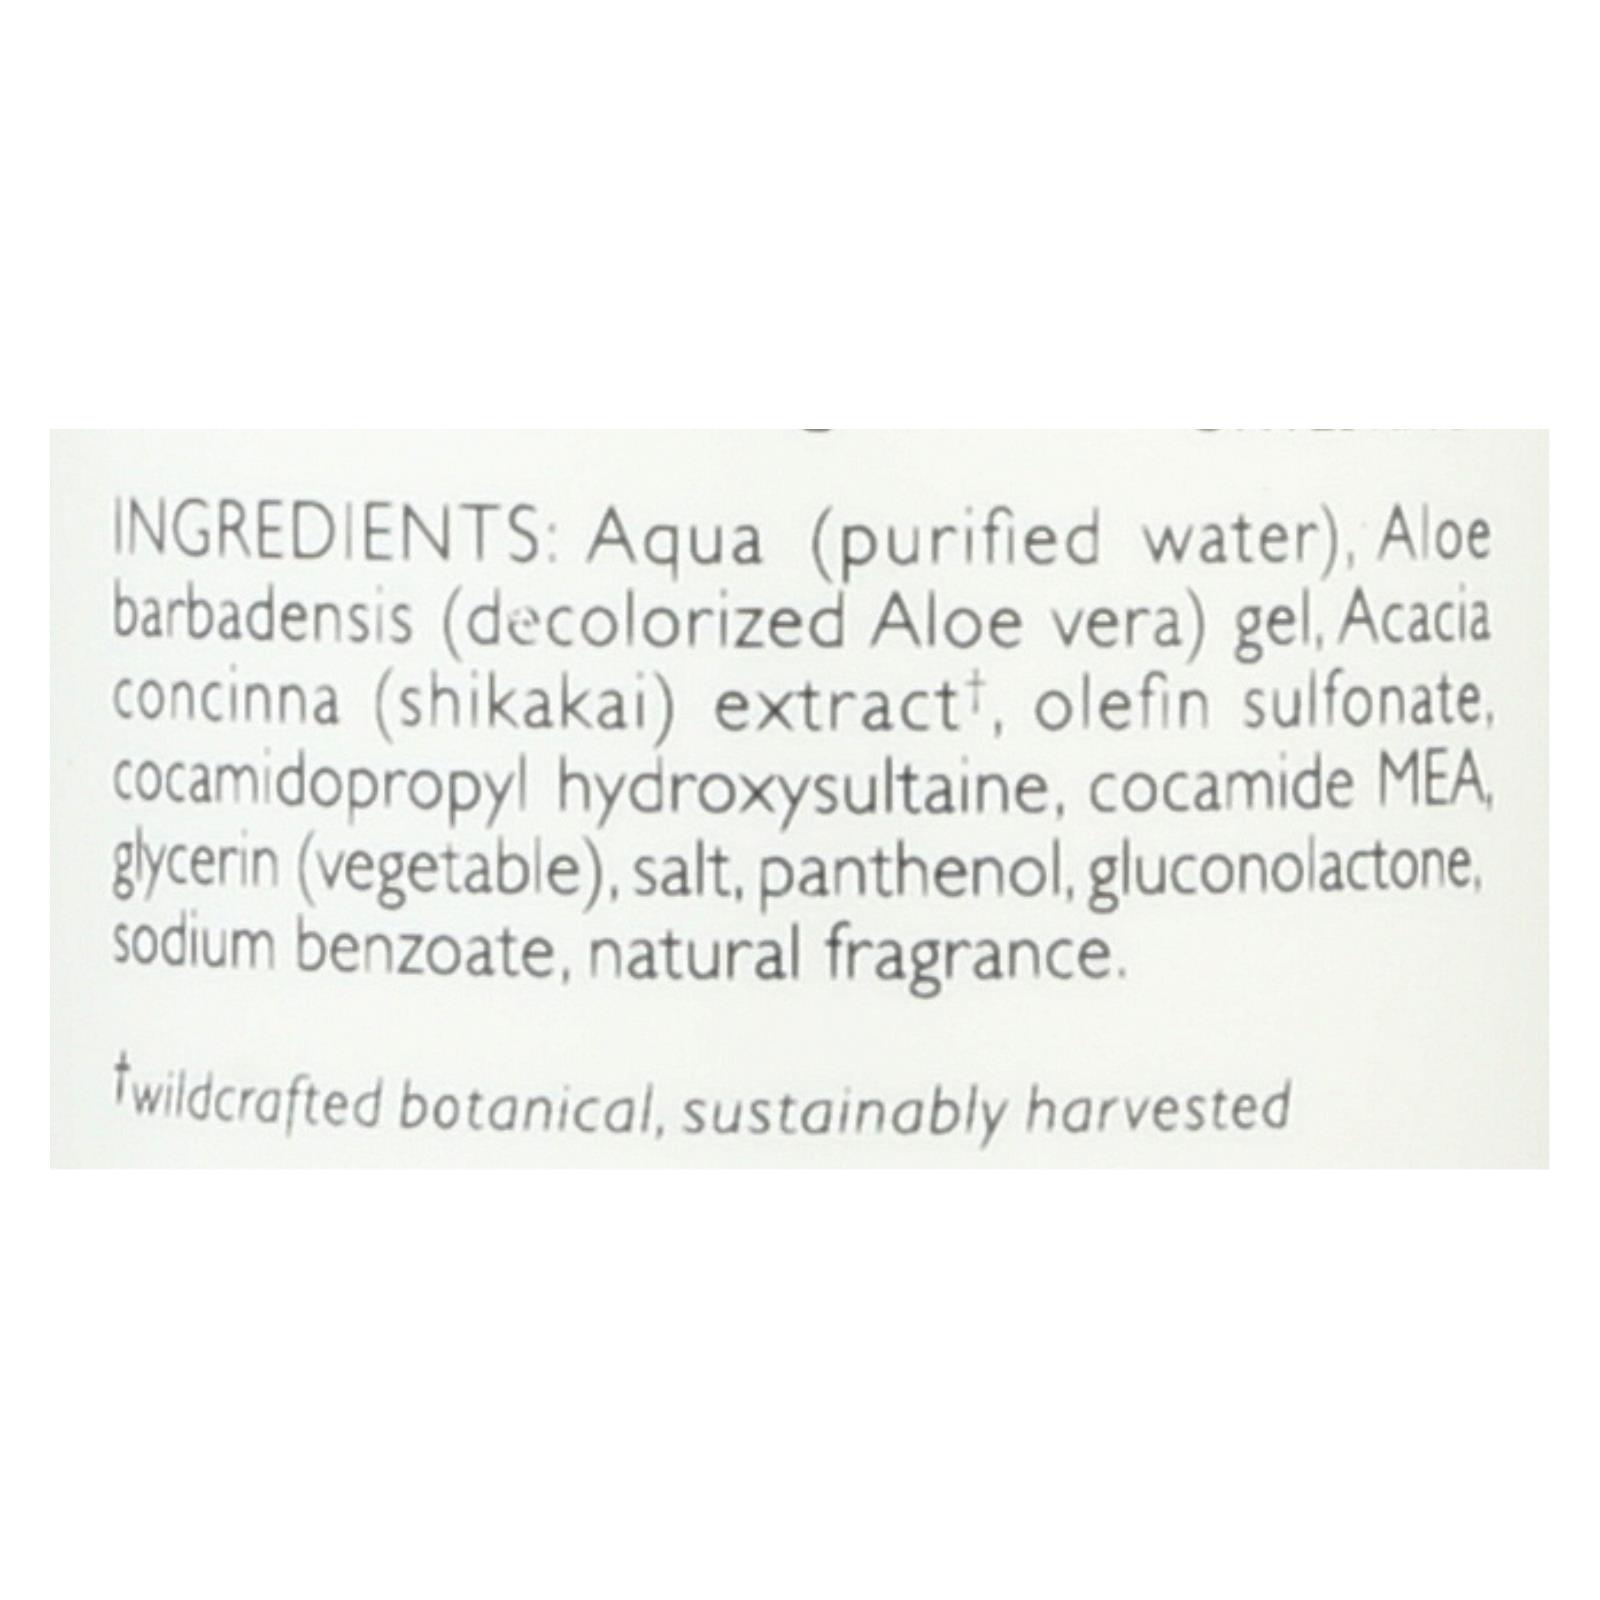 INGREDIENTS: Aqua (purified water), Aloe
barbadensis (decolorized Aloe vera) gel, Acacia
concinna (shikakai) extract†, olefin sulfonate,
cocamidopropyl hydroxysultaine, cocamide MEA,
glycerin (vegetable), salt, panthenol, gluconolactone,
sodium benzoate, natural fragrance.
†wildcrafted botanical, sustainably harvested